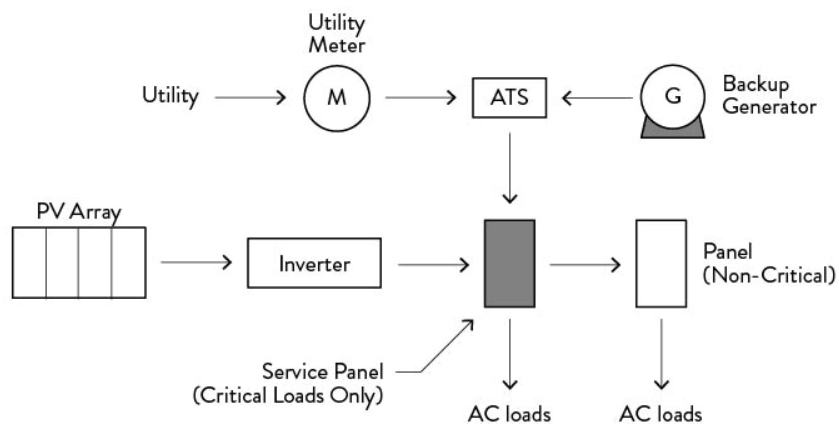 Utility
Meter
Utility
M
ATS
G
Backup
Generator
PV Array
Inverter
Panel
(Non-Critical)
Service Panel
(Critical Loads Only)
AC loads
AC loads